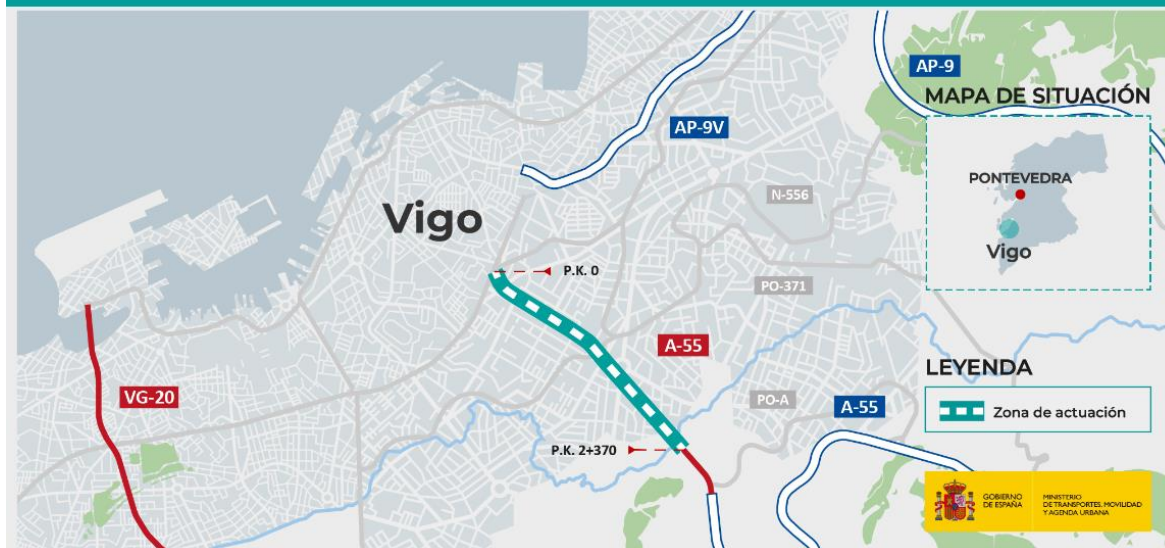 AP-9
MAPA DE SITUACIÓN
AP-9V
PONTEVEDRA
Vigo
N-556
Vigo
P.K. 0
PO-371
A-55
LEYENDA
VG-20
PO-A
A-55
Zona de actuación
P.K. 2+370
GOBIERNO
DE ESPAÑA
MINISTERIO
DE TRANSPORTES, MOVILIDAD
Y AGENDA URBANA